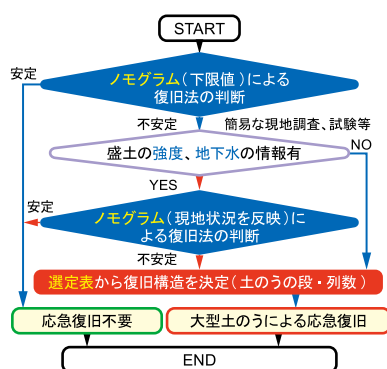 START
安定
ノモグラム(下限値)による
復旧法の判断
不安定
簡易な現地調査、試験等
盛土の強度、地下水の情報有
NO
YES
安定
ノモグラム(現地状況を反映)に
よる復旧法の判断
不安定
選定表から復旧構造を決定(土のうの段・列数)
応急復旧不要
大型土のうによる応急復旧
END